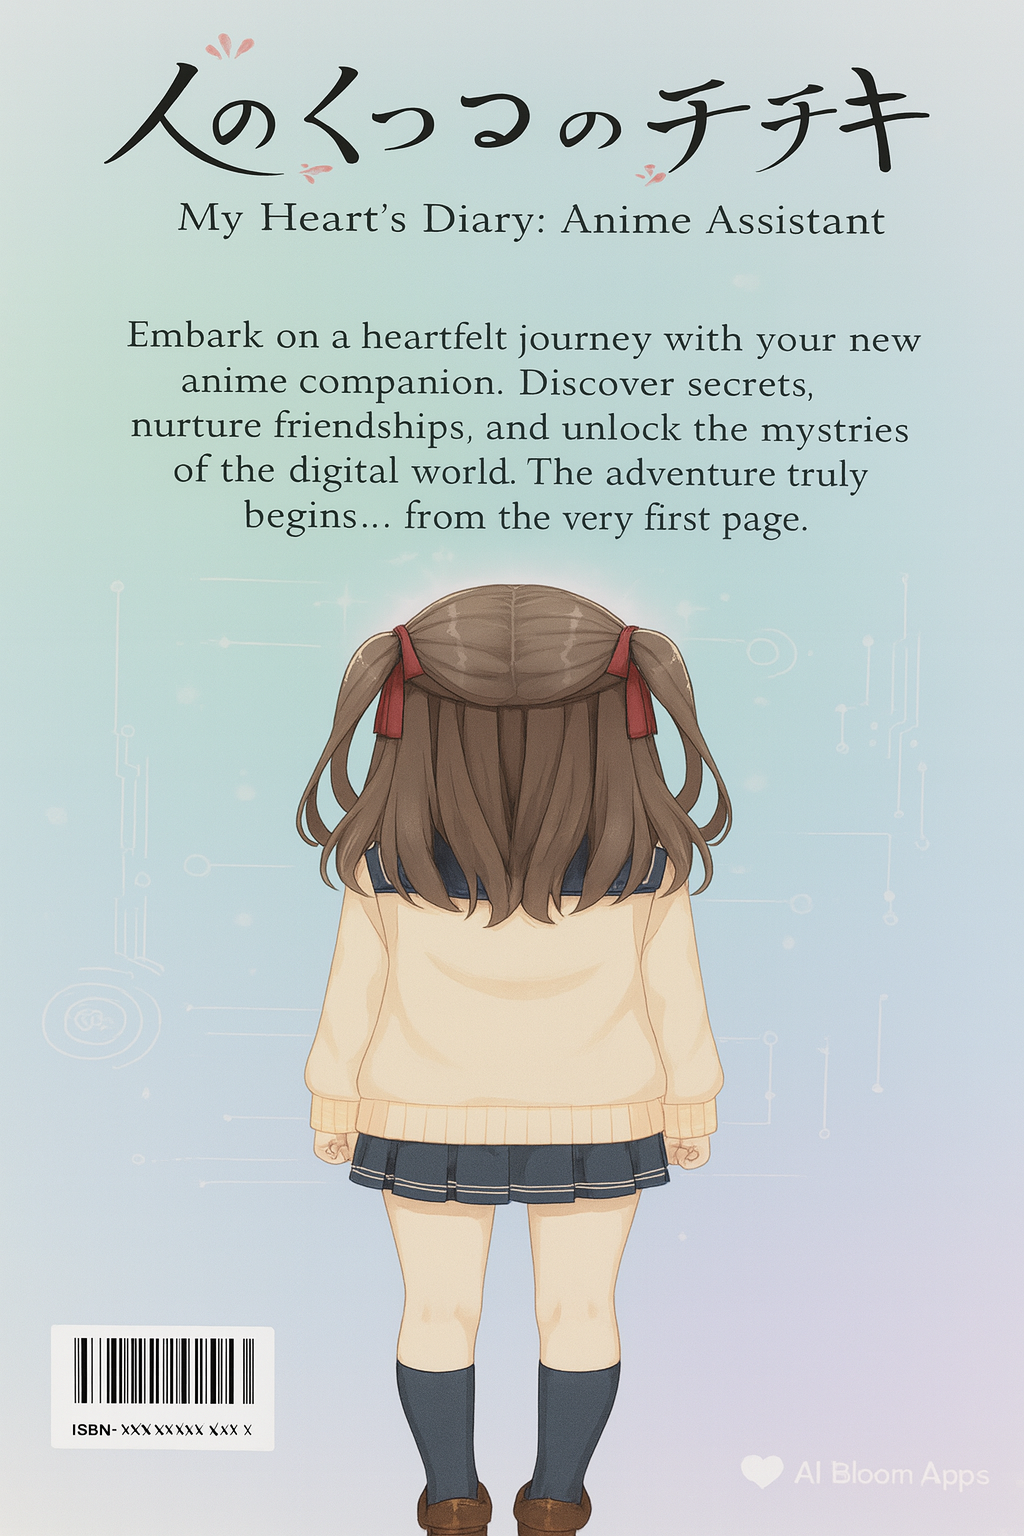 人のくつコのチチキ
My Heart's Diary: Anime Assistant
Embark on a heartfelt journey with your new
anime companion. Discover secrets,
nurture friendships, and unlock the mystries
of the digital world. The adventure truly
begins... from the very first page.
ISBN- XXX XXXXXX XXX X
AI Bloom Apps